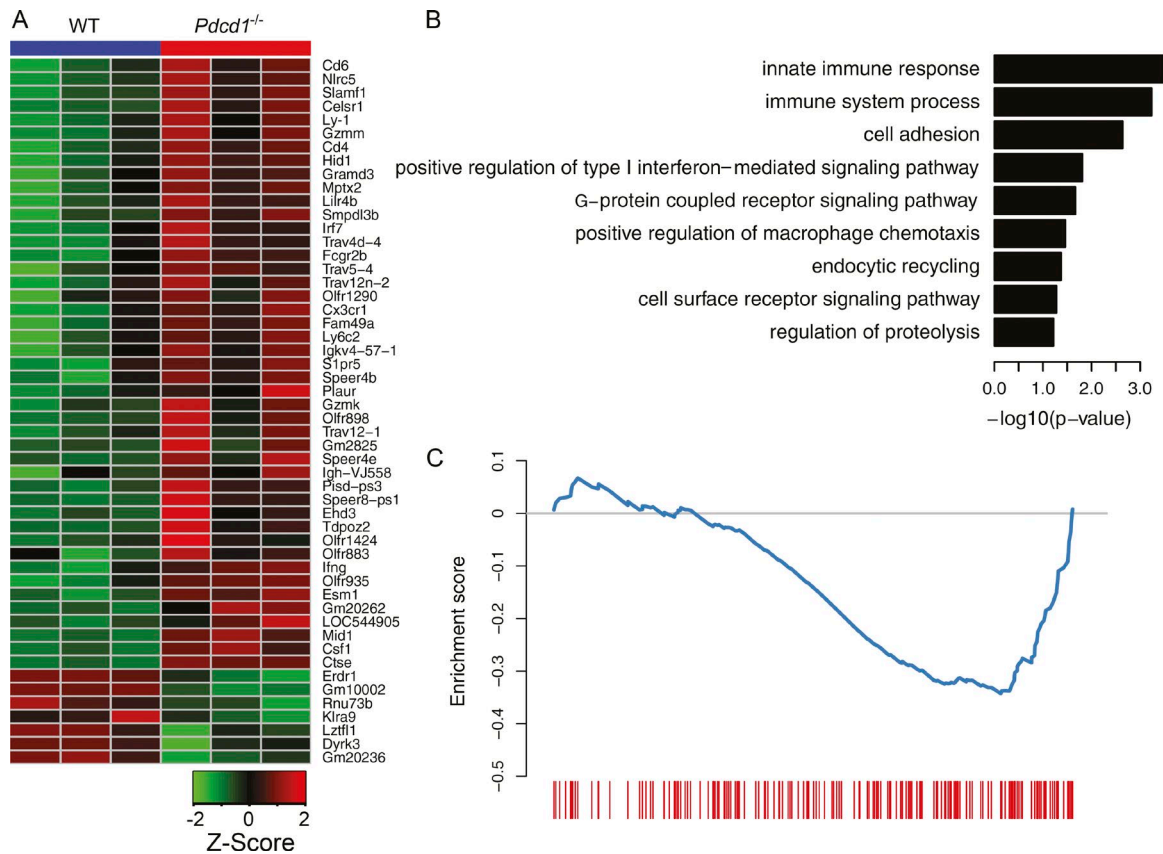 A
WT
Pdcd1-/-
Cd6
Nlrc5
Slamf1
Celsr1
Ly-1
Gzmm
Cd4
Hid1
Gramd3
Mptx2
Lilr4b
Smpdl3b
Irf7
Trav4d-4
Fcgr2b
Trav5-4
Trav12n-2
Olfr1290
Cx3cr1
Fam49a
Ly6c2
Igkv4-57-1
S1pr5
Speer4b
Plaur
Gzmk
Olfr898
Trav12-1
Gm2825
Speer4e
Igh-VJ558
Pisd-ps3
Speer8-ps1
Ehd3
Tdpoz2
Olfr1424
Olfr883
Ifng
Olfr935
Esm1
Gm20262
LOC544905
Mid1
Csf1
Ctse
Erdr1
Gm10002
Rnu73b
Klra9
Lztfl1
Dyrk3
Gm20236
-2 0 2
Z-Score
B
innate immune response
immune system process
cell adhesion
positive regulation of type I interferon-mediated signaling pathway
G-protein coupled receptor signaling pathway
positive regulation of macrophage chemotaxis
endocytic recycling
cell surface receptor signaling pathway
regulation of proteolysis
0.0 1.0 2.0 3.0
-log10(p-value)
C
Enrichment score
0.1
0
-0.1
-0.2
-0.3
-0.4
-0.5